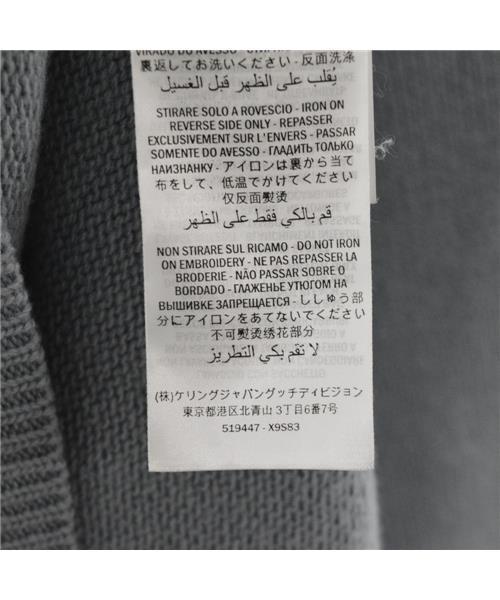 VIRADO DO AVESSO
裏返してお洗いください - 反面洗涤
يُقلب على الظهر قبل الغسيل
STIRARE SOLO A ROVESCIO - IRON ON
REVERSE SIDE ONLY - REPASSER
EXCLUSIVEMENT SUR L'ENVERS - PASSAR
SOMENTE DO AVESSO - ГЛАДИТЬ ТОЛЬКО
НАИЗНАНКУ - アイロンは裏から当て
布をして、低温でかけてください
仅反面熨烫
قم بالكي فقط على الظهر
NON STIRARE SUL RICAMO - DO NOT IRON
ON EMBROIDERY - NE PAS REPASSER LA
BRODERIE - NÃO PASSAR SOBRE O
BORDADO - ГЛАЖЕНЬЕ УТЮГОМ НА
ВЫШИВКЕ ЗАПРЕЩАЕТСЯ - ししゅう部
分にアイロンをあてないでください
不可熨烫绣花部分
لا تقم بكي التطريز
(株)ケリングジャパングッチディビジョン
東京都港区北青山 3丁目6番7号
519447 - X9S83